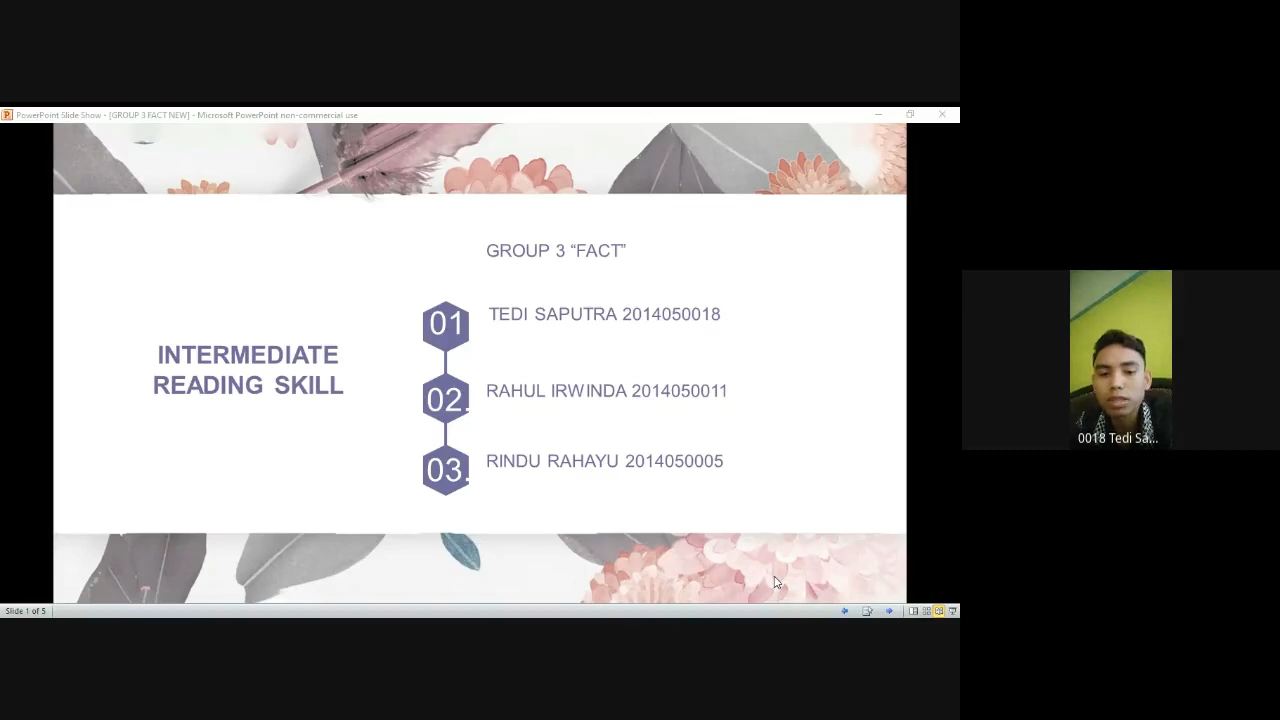 PowerPoint Slide Show - [GROUP 3 FACT NEW] - Microsoft PowerPoint non-commercial use
GROUP 3 “FACT”
INTERMEDIATE
READING SKILL
01
TEDI SAPUTRA 2014050018
02.
RAHUL IRWINDA 2014050011
03.
RINDU RAHAYU 2014050005
0018 Tedi Sa...
Slide 1 of 5